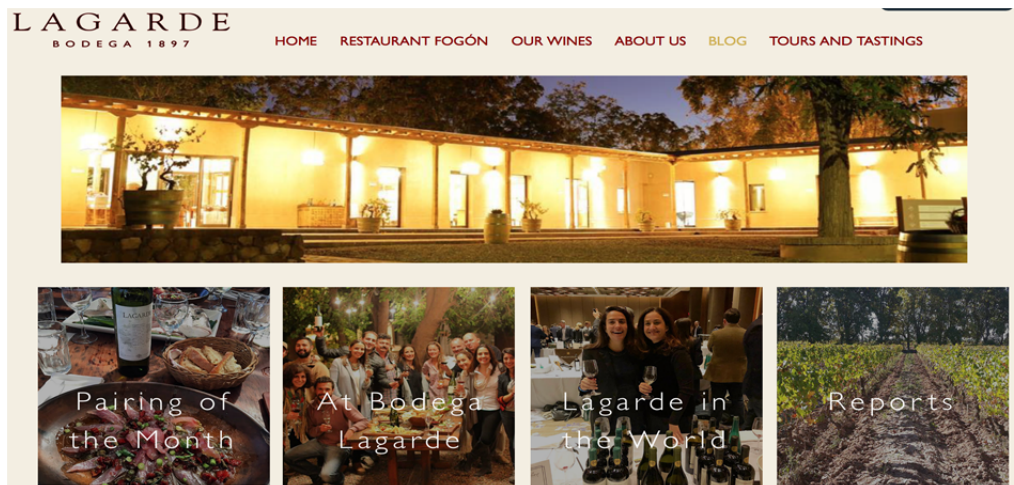 LAGARDE
BODEGA 1897
HOME RESTAURANT FOGÓN OUR WINES ABOUT US BLOG TOURS AND TASTINGS
LAGARDE
Pairing of
the Month
At Bodega
Lagarde
Lagarde in
the World
Reports